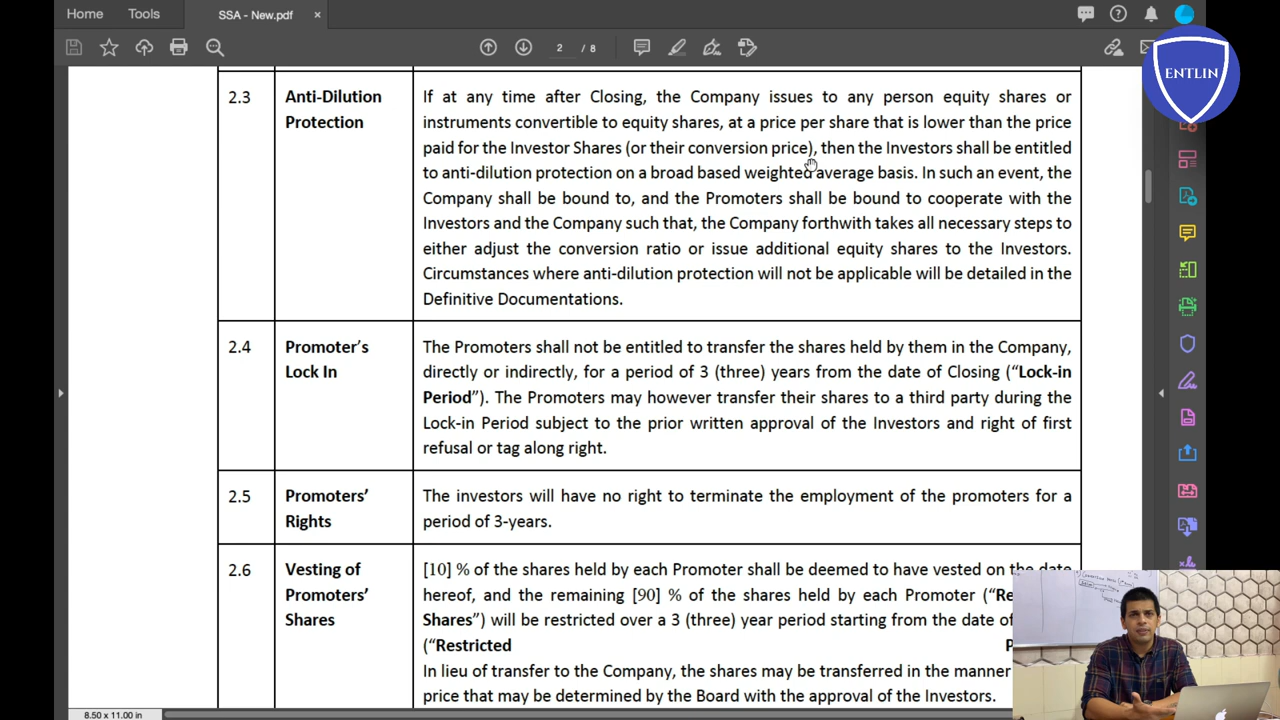 Home
Tools
SSA - New.pdf
×
2 / 8
ENTLIN
2.3
Anti-Dilution
Protection
If at any time after Closing, the Company issues to any person equity shares or
instruments convertible to equity shares, at a price per share that is lower than the price
paid for the Investor Shares (or their conversion price), then the Investors shall be entitled
to anti-dilution protection on a broad based weighted average basis. In such an event, the
Company shall be bound to, and the Promoters shall be bound to cooperate with the
Investors and the Company such that, the Company forthwith takes all necessary steps to
either adjust the conversion ratio or issue additional equity shares to the Investors.
Circumstances where anti-dilution protection will not be applicable will be detailed in the
Definitive Documentations.
2.4
Promoter's
Lock In
The Promoters shall not be entitled to transfer the shares held by them in the Company,
directly or indirectly, for a period of 3 (three) years from the date of Closing (“Lock-in
Period”). The Promoters may however transfer their shares to a third party during the
Lock-in Period subject to the prior written approval of the Investors and right of first
refusal or tag along right.
2.5
Promoters’
Rights
The investors will have no right to terminate the employment of the promoters for a
period of 3-years.
2.6
Vesting of
Promoters’
Shares
[10] % of the shares held by each Promoter shall be deemed to have vested on the date
hereof, and the remaining [90] % of the shares held by each Promoter (“Re
Shares”) will be restricted over a 3 (three) year period starting from the date of
(“Restricted P
In lieu of transfer to the Company, the shares may be transferred in the manner
price that may be determined by the Board with the approval of the Investors.
8.50 x 11.00 in